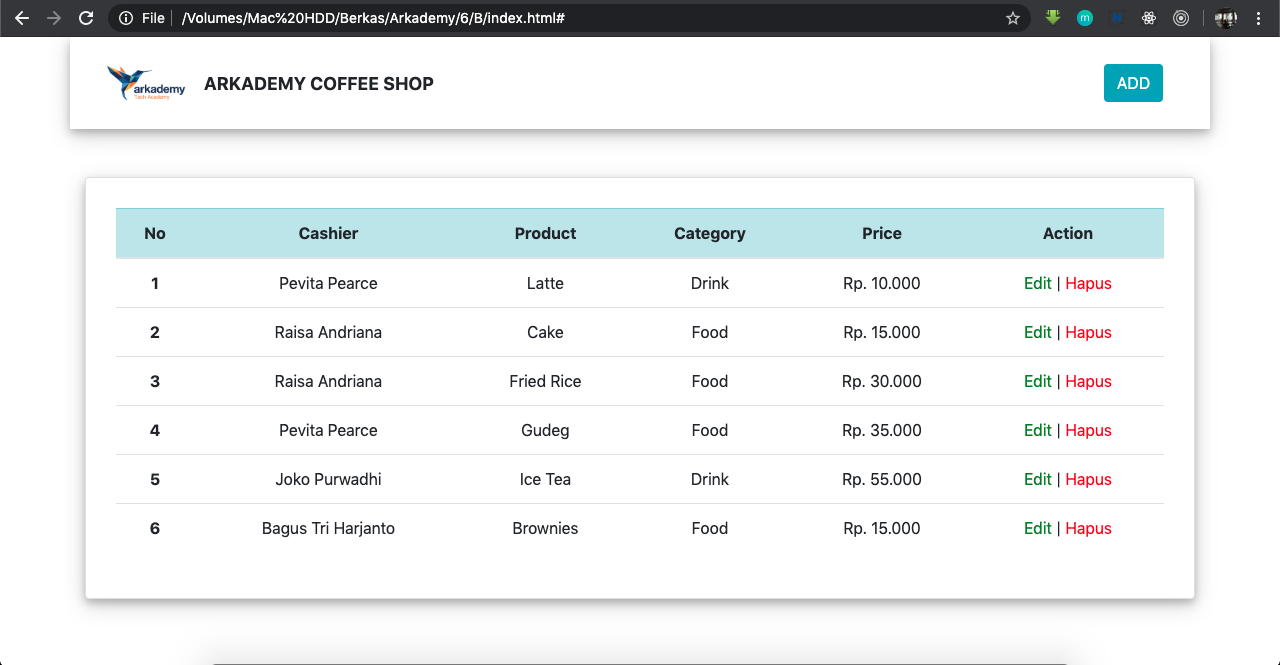 File /Volumes/Mac%20HDD/Berkas/Arkademy/6/B/index.html#
m
arkademy
Tech Academy
ARKADEMY COFFEE SHOP
ADD
No Cashier Product Category Price Action
1 Pevita Pearce Latte Drink Rp. 10.000 Edit | Hapus
2 Raisa Andriana Cake Food Rp. 15.000 Edit | Hapus
3 Raisa Andriana Fried Rice Food Rp. 30.000 Edit | Hapus
4 Pevita Pearce Gudeg Food Rp. 35.000 Edit | Hapus
5 Joko Purwadhi Ice Tea Drink Rp. 55.000 Edit | Hapus
6 Bagus Tri Harjanto Brownies Food Rp. 15.000 Edit | Hapus